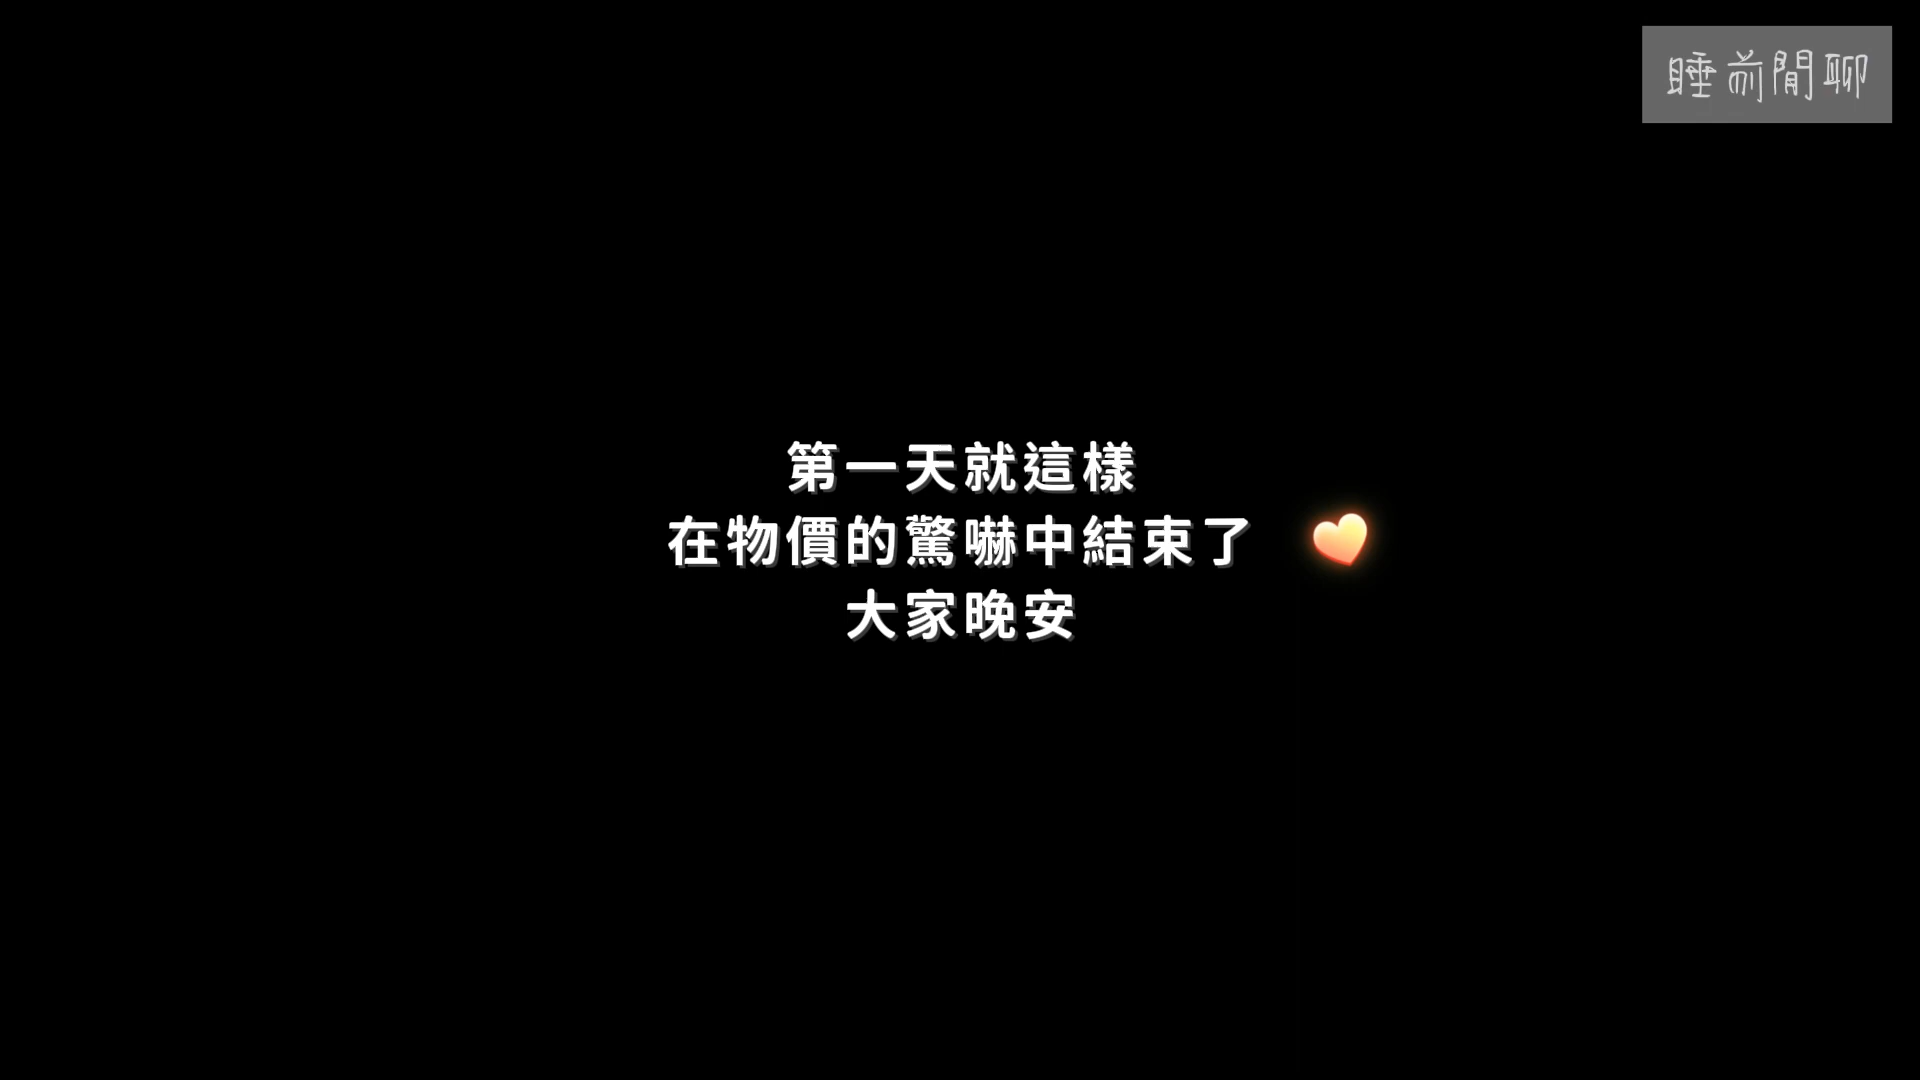 睡前閒聊
第一天就這樣
在物價的驚嚇中結束了
大家晚安